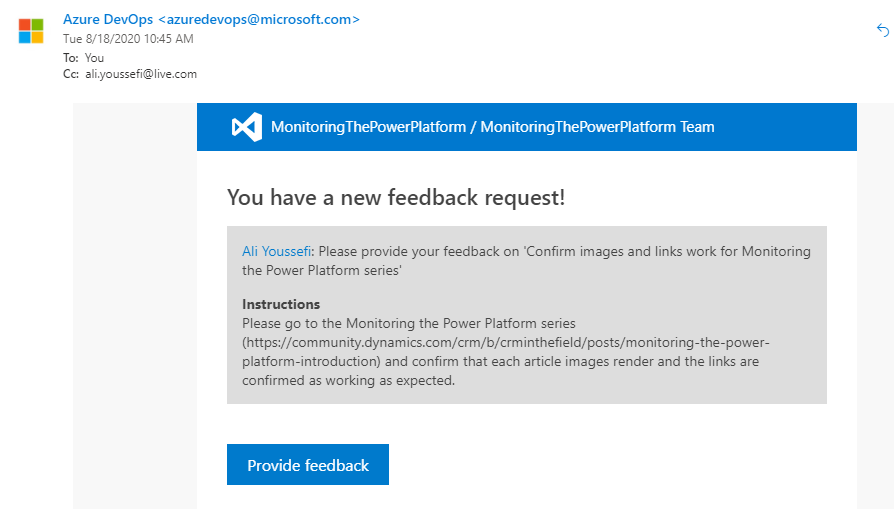 Azure DevOps <azuredevops@microsoft.com>
Tue 8/18/2020 10:45 AM
To: You
Cc: ali.youssefi@live.com
MonitoringThePowerPlatform / MonitoringThePowerPlatform Team
You have a new feedback request!
Ali Youssefi: Please provide your feedback on 'Confirm images and links work for Monitoring
the Power Platform series'
Instructions
Please go to the Monitoring the Power Platform series
(https://community.dynamics.com/crm/b/crminthefield/posts/monitoring-the-power-
platform-introduction) and confirm that each article images render and the links are
confirmed as working as expected.
Provide feedback